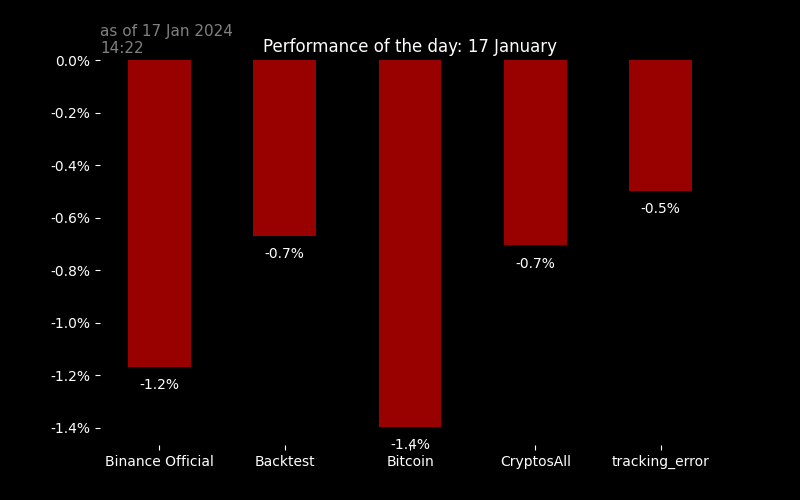 as of 17 Jan 2024
14:22
Performance of the day: 17 January
0.0%
-0.2%
-0.4%
-0.6%
-0.8%
-1.0%
-1.2%
-1.4%
-1.2%
-0.7%
-1.4%
-0.7%
-0.5%
Binance Official
Backtest
Bitcoin
CryptosAll
tracking_error